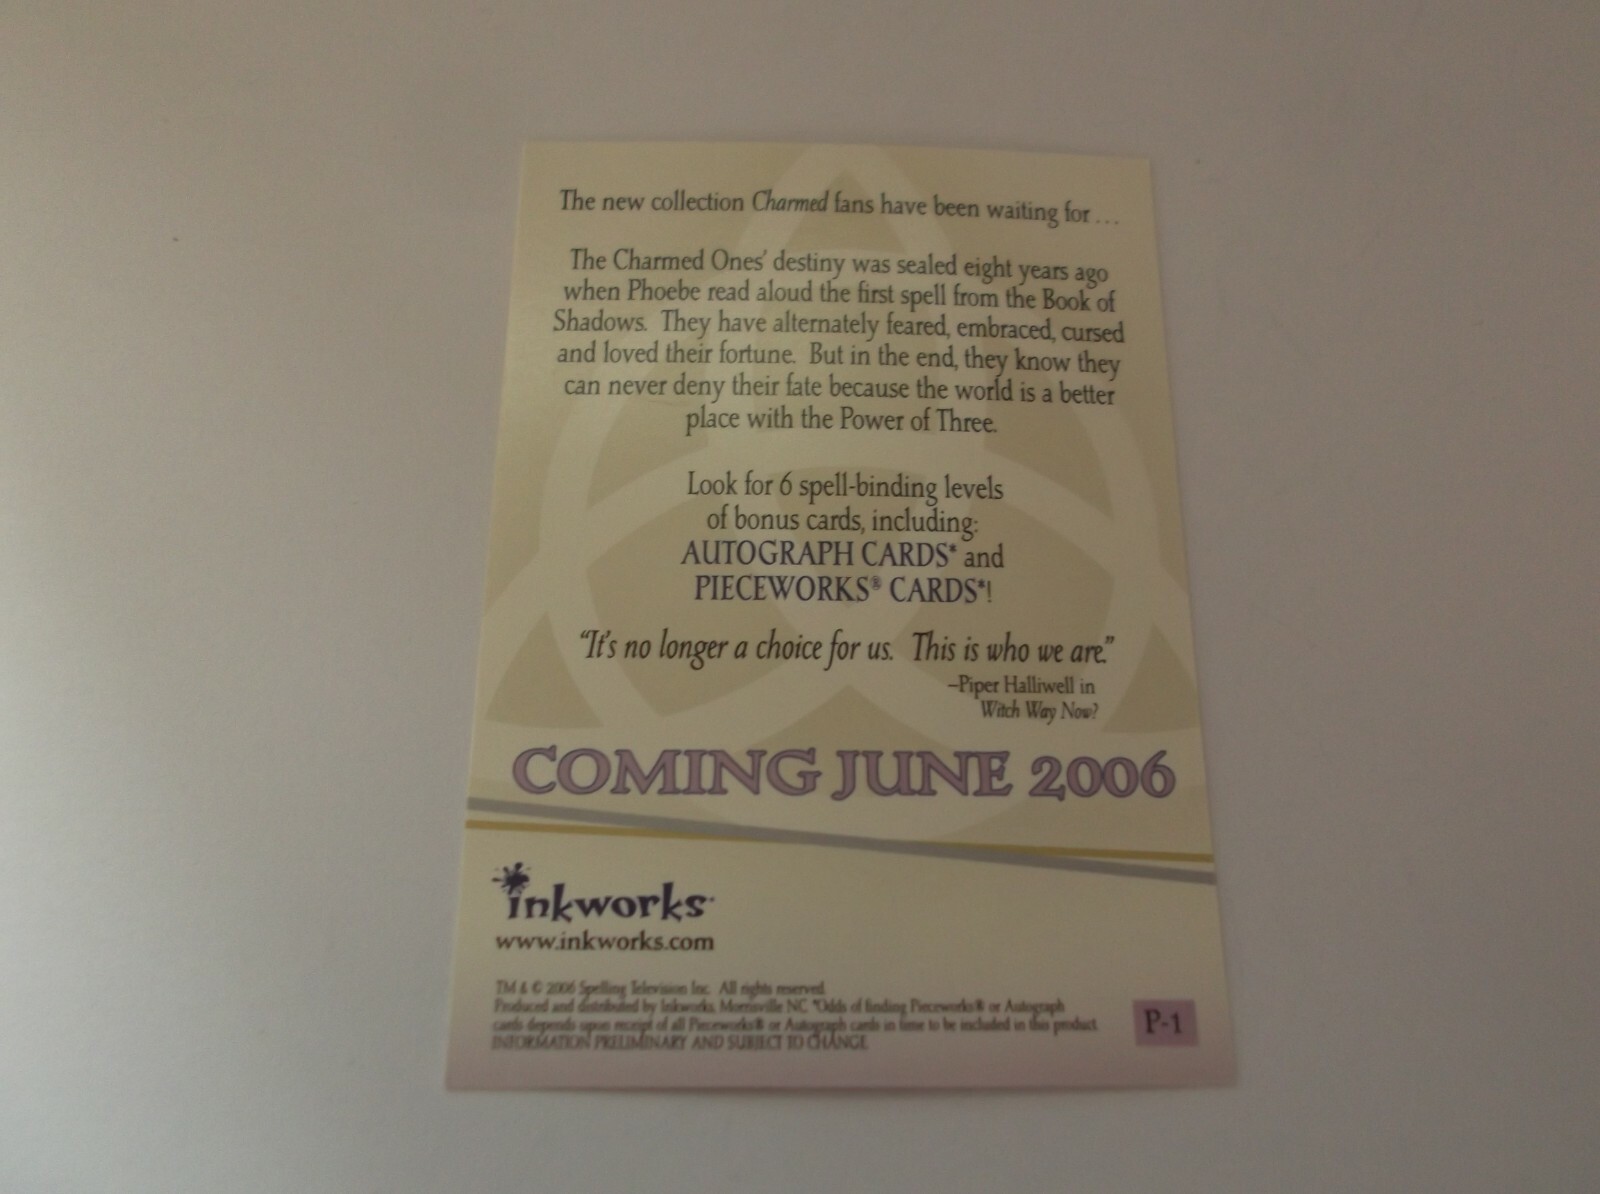 The new collection Charmed fans have been waiting for . . .
The Charmed Ones' destiny was sealed eight years ago
when Phoebe read aloud the first spell from the Book of
Shadows. They have alternately feared, embraced, cursed
and loved their fortune. But in the end, they know they
can never deny their fate because the world is a better
place with the Power of Three.
Look for 6 spell-binding levels
of bonus cards, including:
AUTOGRAPH CARDS* and
PIECEWORKS® CARDS*!
"It's no longer a choice for us. This is who we are."
–Piper Halliwell in
Witch Way Now?
COMING JUNE 2006
inkworks
www.inkworks.com
TM & © 2006 Spelling Television Inc. All rights reserved.
Produced and distributed by Inkworks, Morrisville NC *Odds of finding Pieceworks® or Autograph
cards depends upon receipt of all Pieceworks® or Autograph cards in time to be included in this product.
INFORMATION PRELIMINARY AND SUBJECT TO CHANGE
P-1